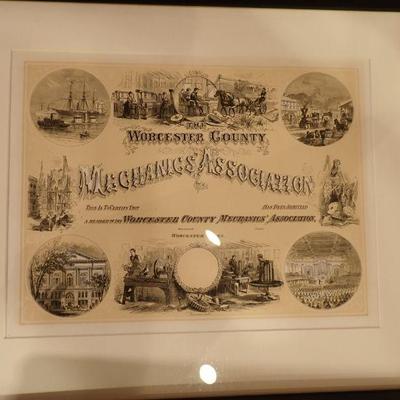 THE
WORCESTER COUNTY
MECHANICS' ASSOCIATION
THIS IS TO CERTIFY THAT HAS BEEN ADMITTED
A MEMBER OF THE WORCESTER COUNTY MECHANICS' ASSOCIATION.
WORCESTER